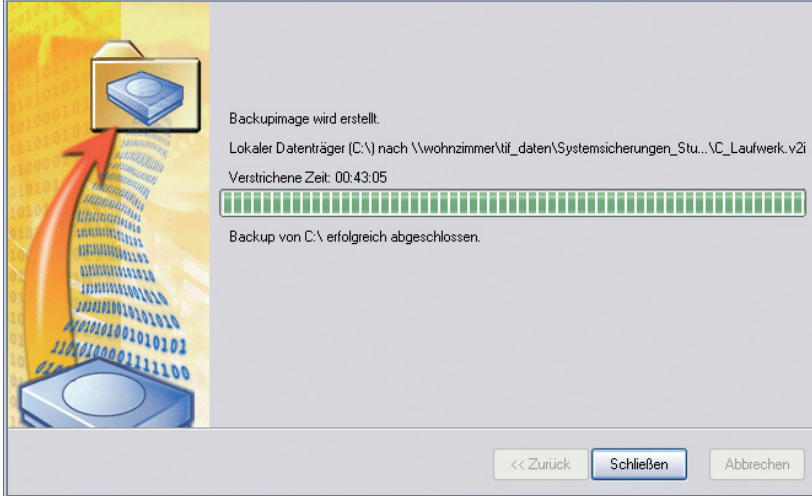 Backupimage wird erstellt.
Lokaler Datenträger (C:\) nach \\wohnzimmer\tif_daten\Systemsicherungen_Stu...\C_Laufwerk.v2i
Verstrichene Zeit: 00:43:05
Backup von C:\ erfolgreich abgeschlossen.
<< Zurück
Schließen
Abbrechen